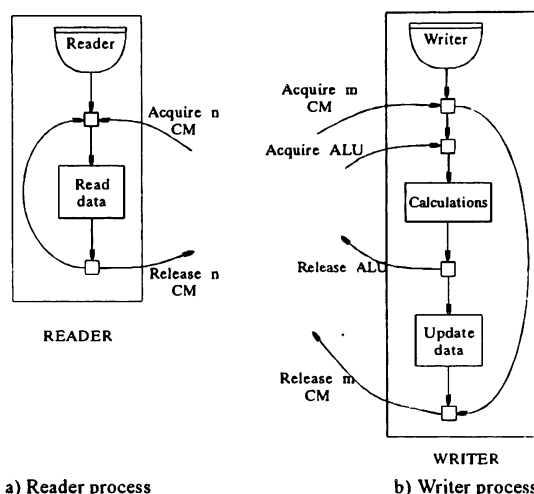 Reader
Acquire n
CM
Read
data
Release n
CM
READER
a) Reader process
Writer
Acquire m
CM
Acquire ALU
Calculations
Release ALU
Update
data
Release m
CM
WRITER
b) Writer process